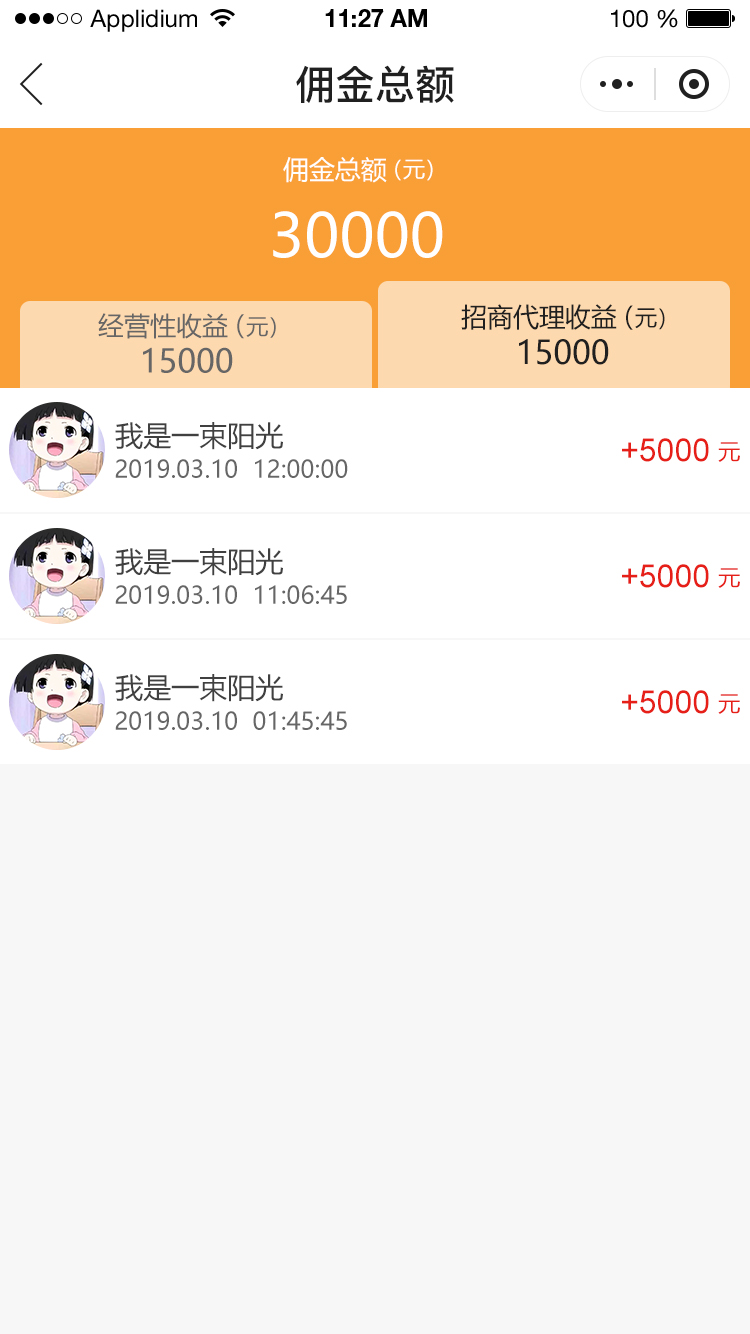 Applidium 11:27 AM 100 %
佣金总额
佣金总额 (元)
30000
经营性收益 (元)
15000
招商代理收益 (元)
15000
我是一束阳光
2019.03.10 12:00:00
+5000 元
我是一束阳光
2019.03.10 11:06:45
+5000 元
我是一束阳光
2019.03.10 01:45:45
+5000 元